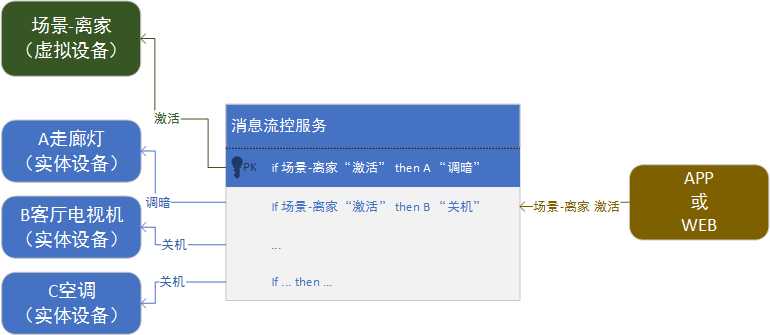 场景-离家
（虚拟设备）
激活
A走廊灯
（实体设备）
调暗
B客厅电视机
（实体设备）
关机
C空调
（实体设备）
关机
消息流控服务
PK
if 场景-离家“激活” then A “调暗”
If 场景-离家“激活” then B “关机”
...
If ... then ...
场景-离家 激活
APP
或
WEB